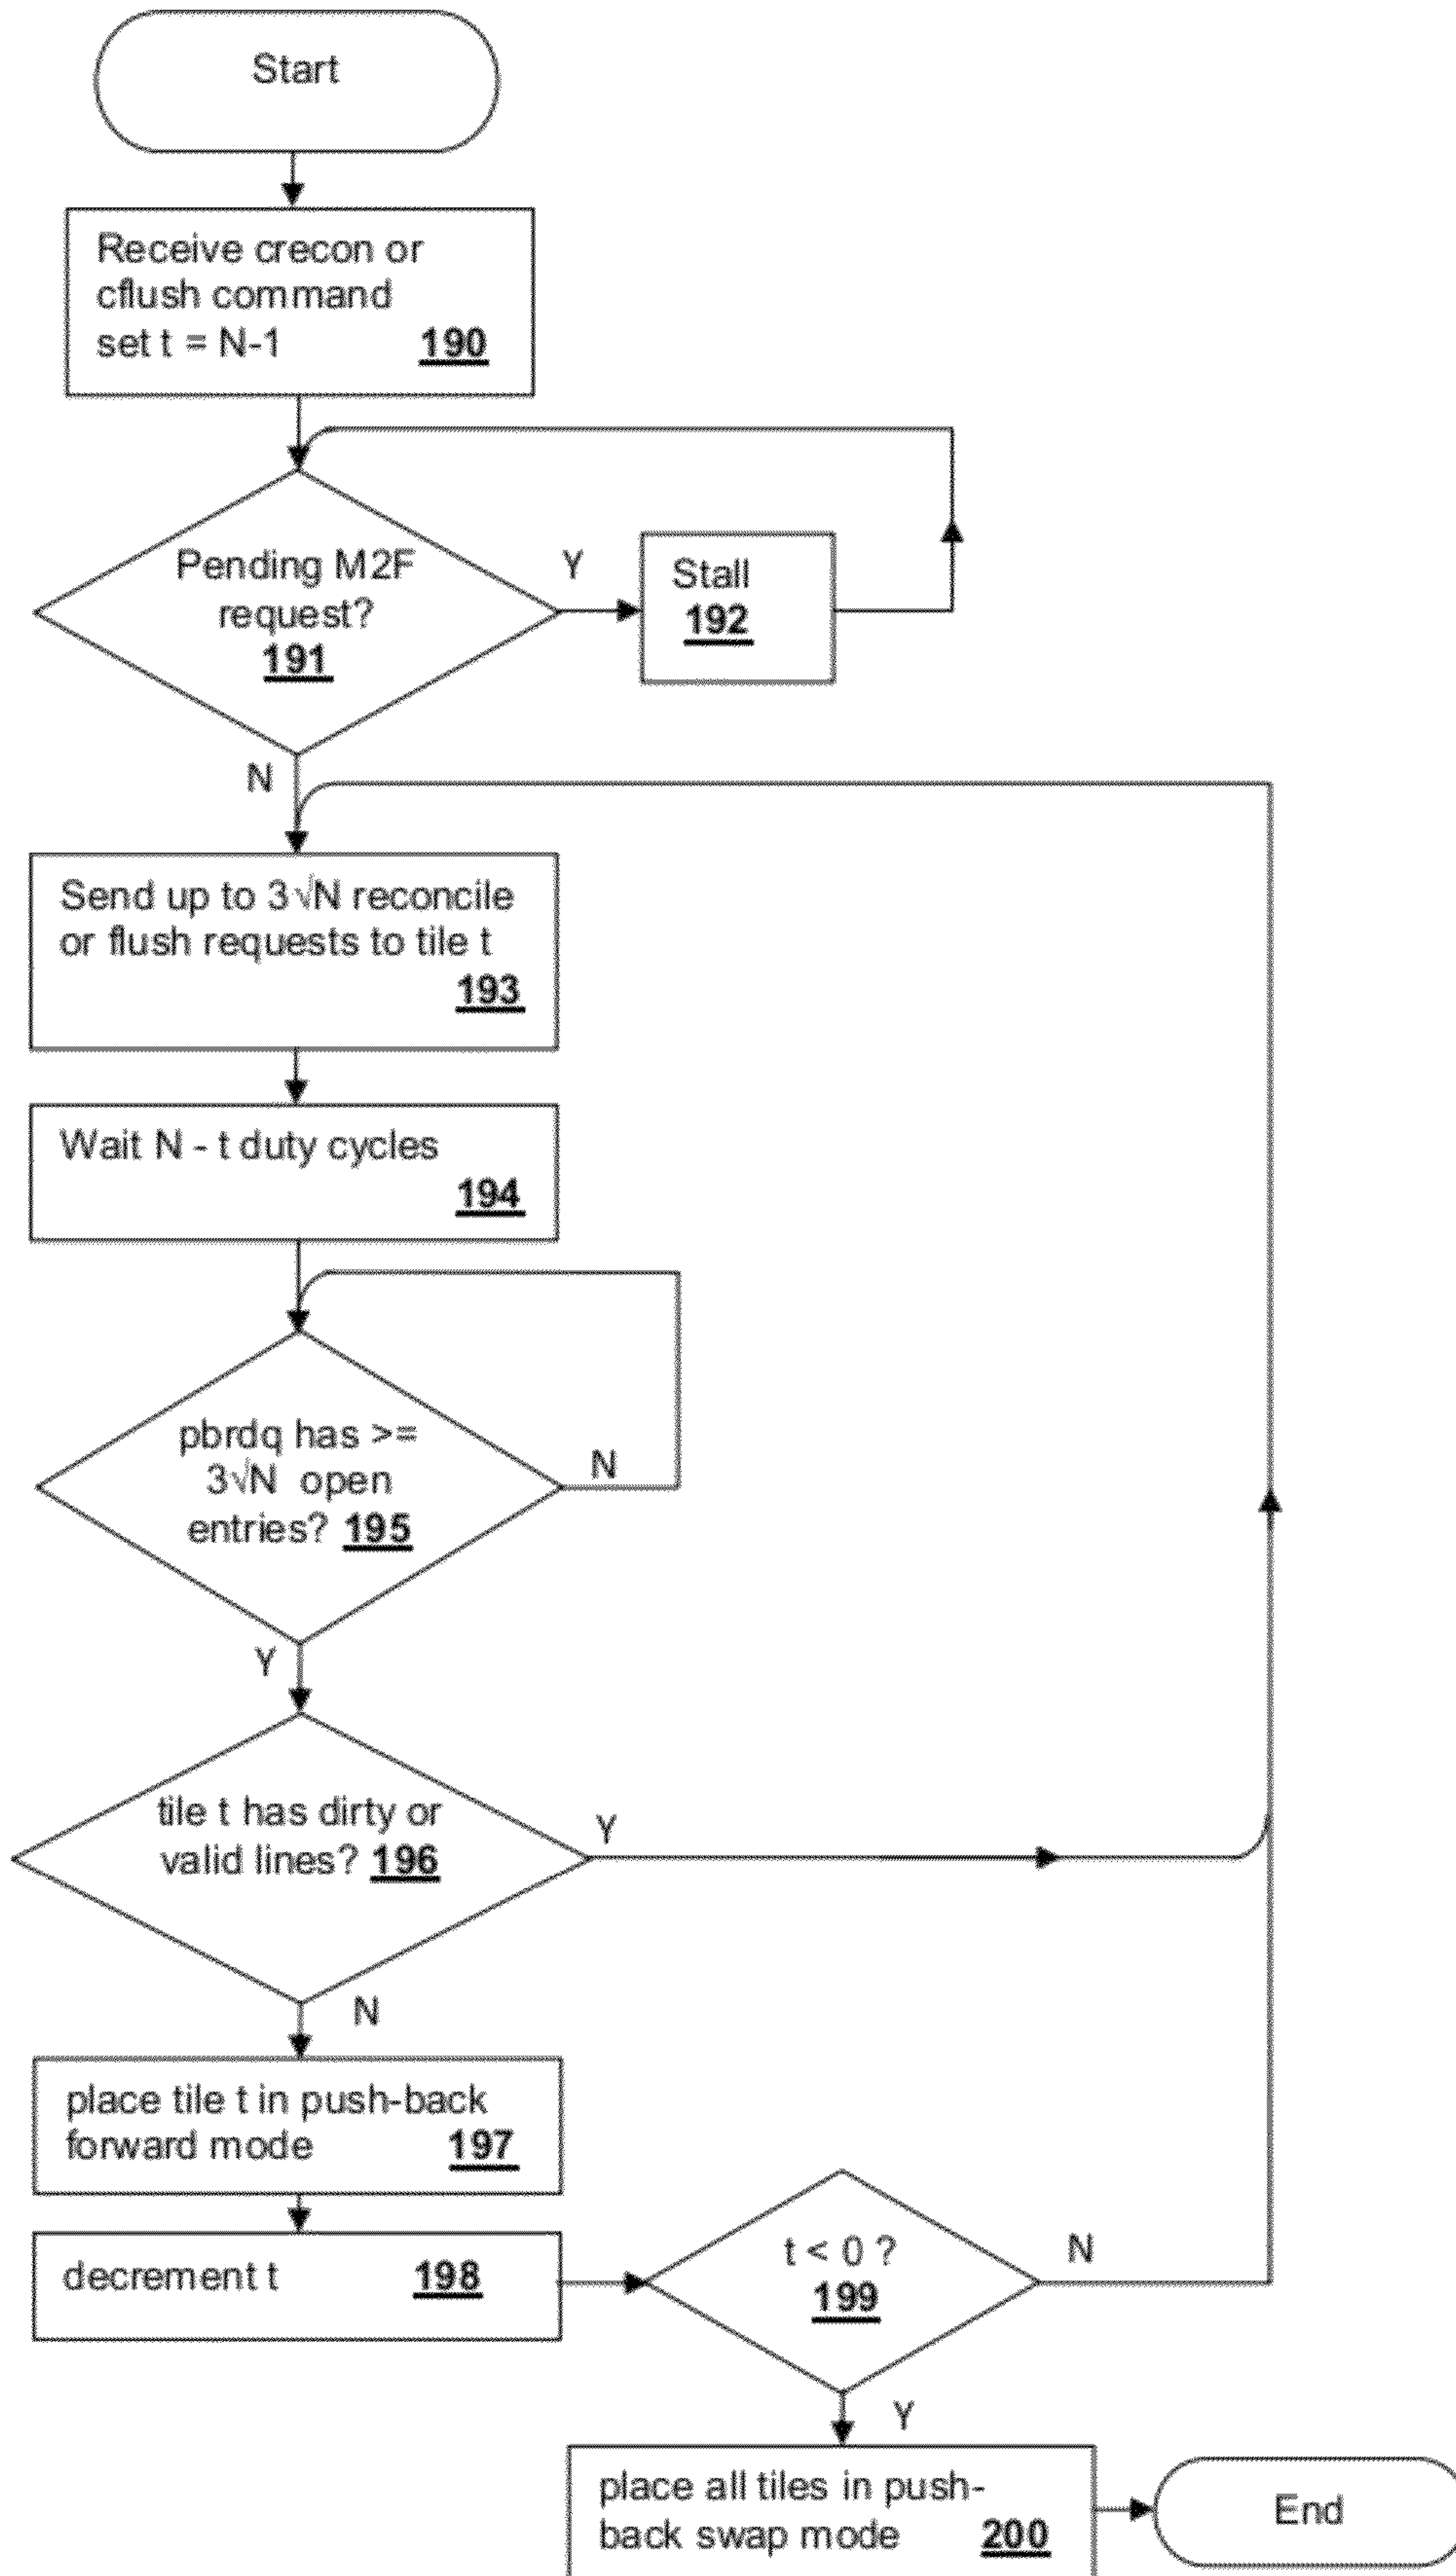 Start
Receive crecon or
cflush command
set t = N-1 190
Pending M2F
request?
191
Y
Stall
192
N
Send up to 3√N reconcile
or flush requests to tile t
193
Wait N - t duty cycles
194
pbrdq has >=
3√N open
entries? 195
N
Y
tile t has dirty or
valid lines? 196
Y
N
place tile t in push-back
forward mode 197
decrement t 198
t < 0 ?
199
N
Y
place all tiles in push-
back swap mode 200
End